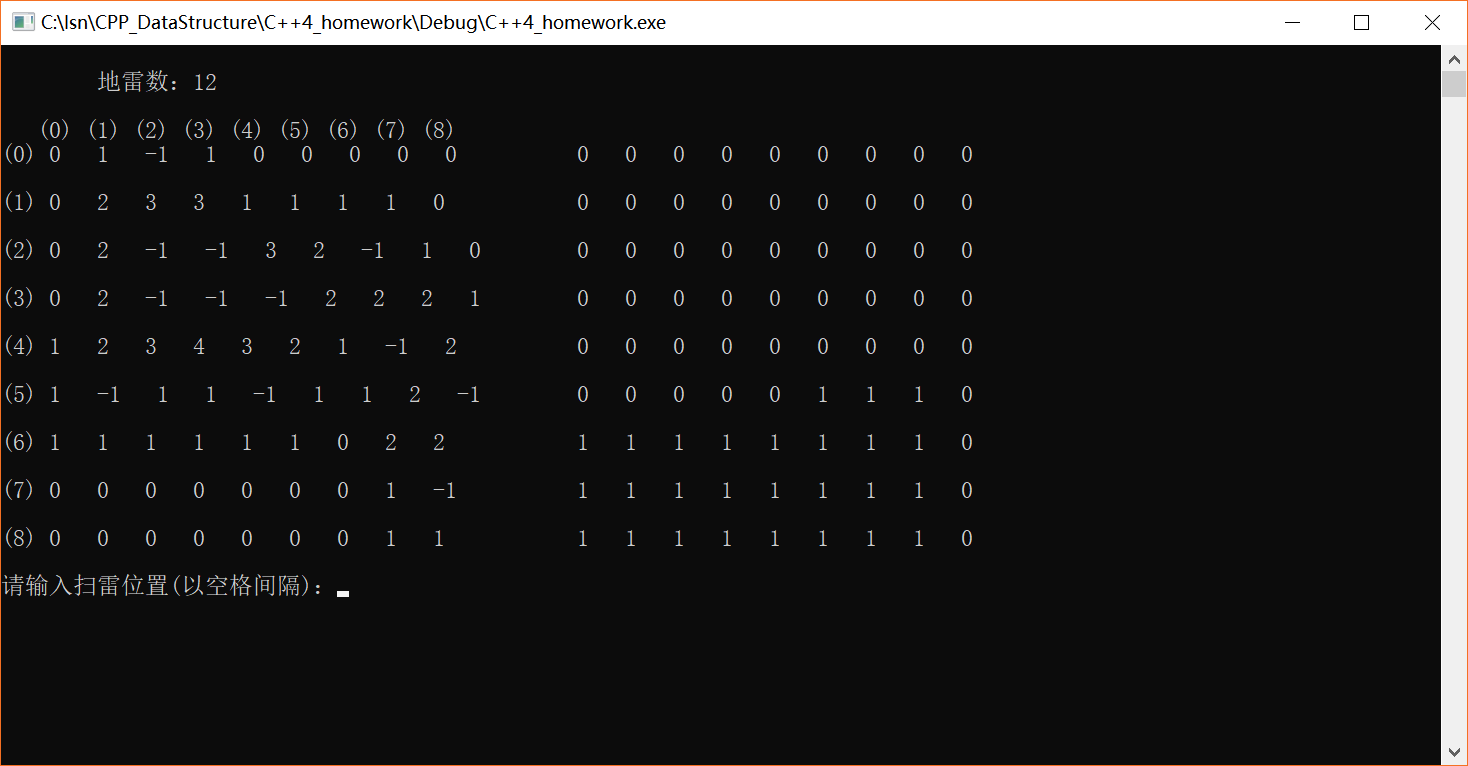 C:\lsn\CPP_DataStructure\C++4_homework\Debug\C++4_homework.exe
地雷数：12
(0) (1) (2) (3) (4) (5) (6) (7) (8)
(0) 0 1 -1 1 0 0 0 0 0 0 0 0 0 0 0 0 0 0
(1) 0 2 3 3 1 1 1 1 0 0 0 0 0 0 0 0 0 0
(2) 0 2 -1 -1 3 2 -1 1 0 0 0 0 0 0 0 0 0 0
(3) 0 2 -1 -1 -1 2 2 2 1 0 0 0 0 0 0 0 0 0
(4) 1 2 3 4 3 2 1 -1 2 0 0 0 0 0 0 0 0 0
(5) 1 -1 1 1 -1 1 1 2 -1 0 0 0 0 0 1 1 1 0
(6) 1 1 1 1 1 1 0 2 2 1 1 1 1 1 1 1 1 0
(7) 0 0 0 0 0 0 0 1 -1 1 1 1 1 1 1 1 1 0
(8) 0 0 0 0 0 0 0 1 1 1 1 1 1 1 1 1 1 0
请输入扫雷位置(以空格间隔)：